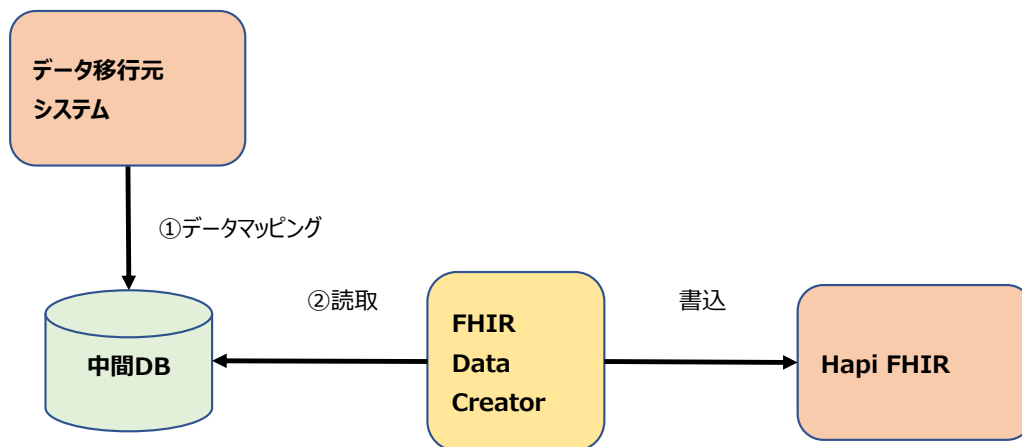 データ移行元
システム
①データマッピング
中間DB
②読取
FHIR
Data
Creator
書込
Hapi FHIR